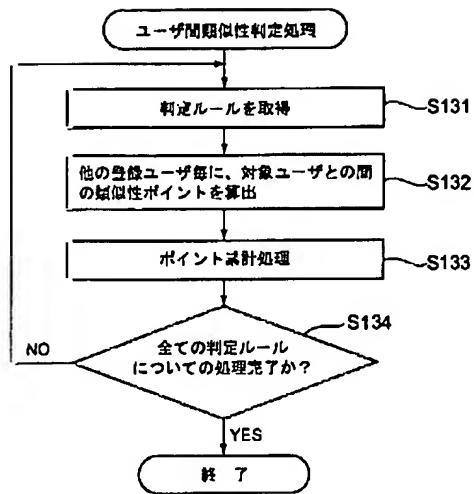 ユーザ間類似性判定処理
判定ルールを取得
S131
他の登録ユーザ毎に、対象ユーザとの間
の類似性ポイントを算出
S132
ポイント累計処理
S133
S134
全ての判定ルール
についての処理完了か？
NO
YES
終 了